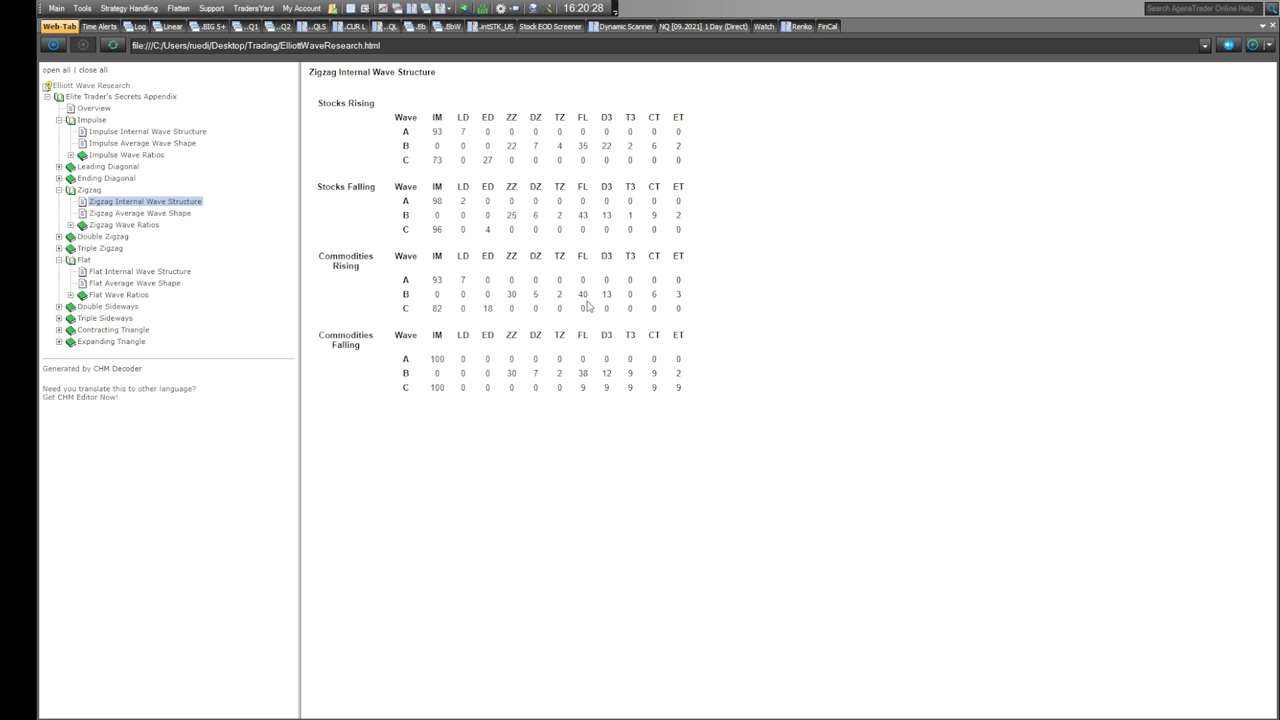 Main Tools Strategy Handling Flatten Support TradersYard My Account 16:20:28 Search AgenaTrader Online Help
Web-Tab Time Alerts Log Linear .BIG 5+ ..Q1 ..Q2 ..QLS .CUR L ..QL .Bb .BbW .intSTK_US Stock EOD Screener Dynamic Scanner NQ [09.2021] 1 Day (Direct) Watch Renko FinCal
file:///C:/Users/ruedi/Desktop/Trading/ElliottWaveResearch.html
open all | close all
Elliott Wave Research
Elite Trader's Secrets Appendix
Overview
Impulse
Impulse Internal Wave Structure
Impulse Average Wave Shape
Impulse Wave Ratios
Leading Diagonal
Ending Diagonal
Zigzag
Zigzag Internal Wave Structure
Zigzag Average Wave Shape
Zigzag Wave Ratios
Double Zigzag
Triple Zigzag
Flat
Flat Internal Wave Structure
Flat Average Wave Shape
Flat Wave Ratios
Double Sideways
Triple Sideways
Contracting Triangle
Expanding Triangle
Generated by CHM Decoder
Need you translate this to other language?
Get CHM Editor Now!
Zigzag Internal Wave Structure
Stocks Rising
Wave IM LD ED ZZ DZ TZ FL D3 T3 CT ET
A 93 7 0 0 0 0 0 0 0 0 0
B 0 0 0 22 7 4 35 22 2 6 2
C 73 0 27 0 0 0 0 0 0 0 0
Stocks Falling Wave IM LD ED ZZ DZ TZ FL D3 T3 CT ET
A 98 2 0 0 0 0 0 0 0 0 0
B 0 0 0 25 6 2 43 13 1 9 2
C 96 0 4 0 0 0 0 0 0 0 0
Commodities Wave IM LD ED ZZ DZ TZ FL D3 T3 CT ET
Rising
A 93 7 0 0 0 0 0 0 0 0 0
B 0 0 0 30 5 2 40 13 0 6 3
C 82 0 18 0 0 0 0 0 0 0 0
Commodities Wave IM LD ED ZZ DZ TZ FL D3 T3 CT ET
Falling
A 100 0 0 0 0 0 0 0 0 0 0
B 0 0 0 30 7 2 38 12 9 9 2
C 100 0 0 0 0 0 9 9 9 9 9